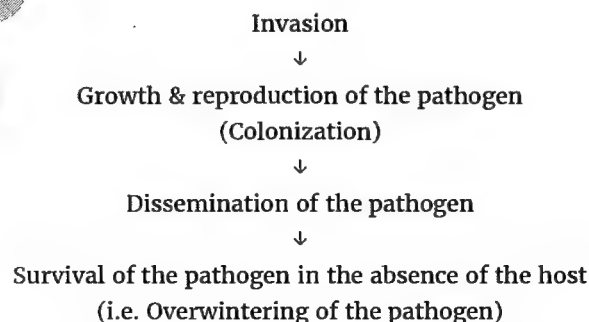 Invasion
↓
Growth & reproduction of the pathogen
(Colonization)
↓
Dissemination of the pathogen
↓
Survival of the pathogen in the absence of the host
(i.e. Overwintering of the pathogen)